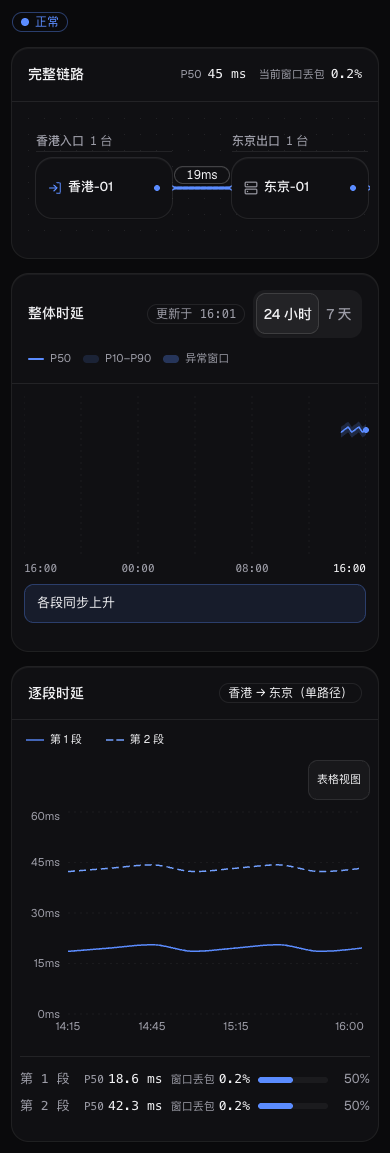 正常
完整链路 P50 45 ms 当前窗口丢包 0.2%
香港入口 1 台 东京出口 1 台
香港-01 19ms 东京-01
整体时延 更新于 16:01 24 小时 7 天
P50 P10–P90 异常窗口
16:00 00:00 08:00 16:00
各段同步上升
逐段时延 香港 → 东京（单路径）
第 1 段 第 2 段
表格视图
60ms
45ms
30ms
15ms
0ms
14:15 14:45 15:15 16:00
第 1 段 P50 18.6 ms 窗口丢包 0.2% 50%
第 2 段 P50 42.3 ms 窗口丢包 0.2% 50%